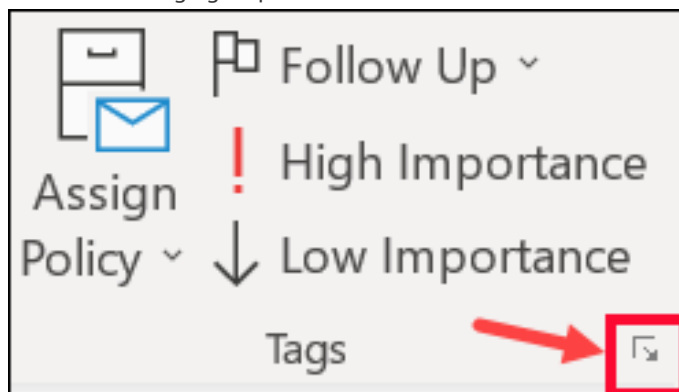 Follow Up
High Importance
Assign
Policy
Low Importance
Tags